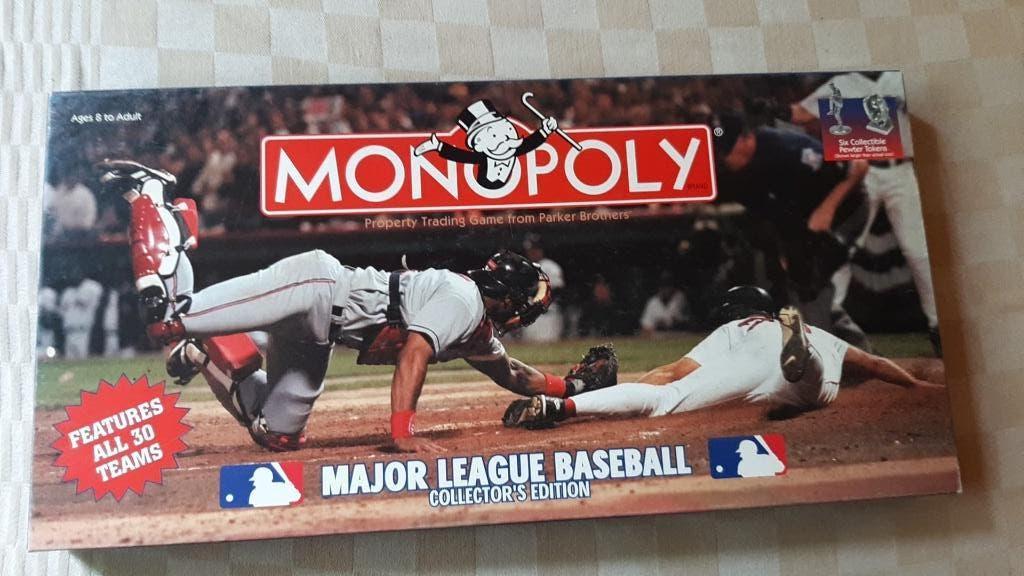 Ages 8 to Adult
MONOPOLY®
BRAND
Property Trading Game from Parker Brothers®
Six Collectible
Pewter Tokens
FEATURES
ALL 30
TEAMS
MAJOR LEAGUE BASEBALL
COLLECTOR'S EDITION